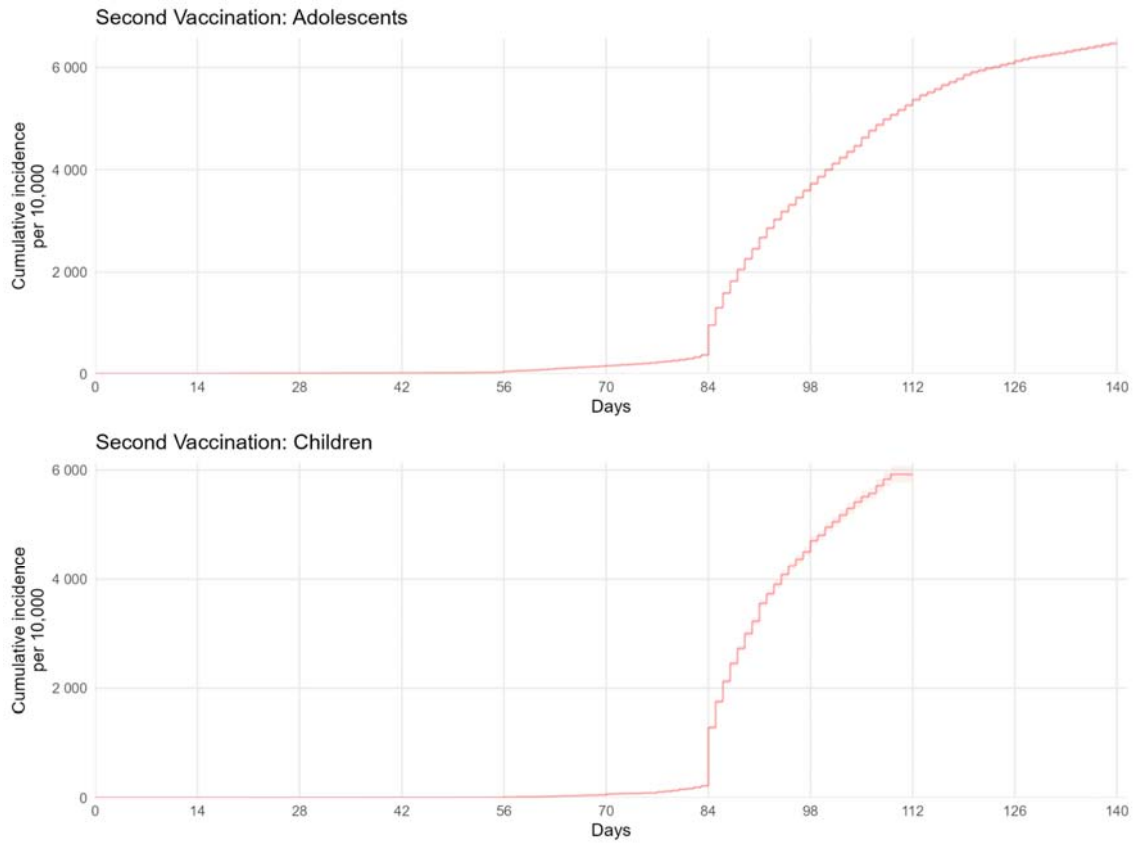 Second Vaccination: Adolescents
Cumulative incidence
per 10,000
6 000
4 000
2 000
0
0 14 28 42 56 70 84 98 112 126 140
Days
Second Vaccination: Children
Cumulative incidence
per 10,000
6 000
4 000
2 000
0
0 14 28 42 56 70 84 98 112 126 140
Days